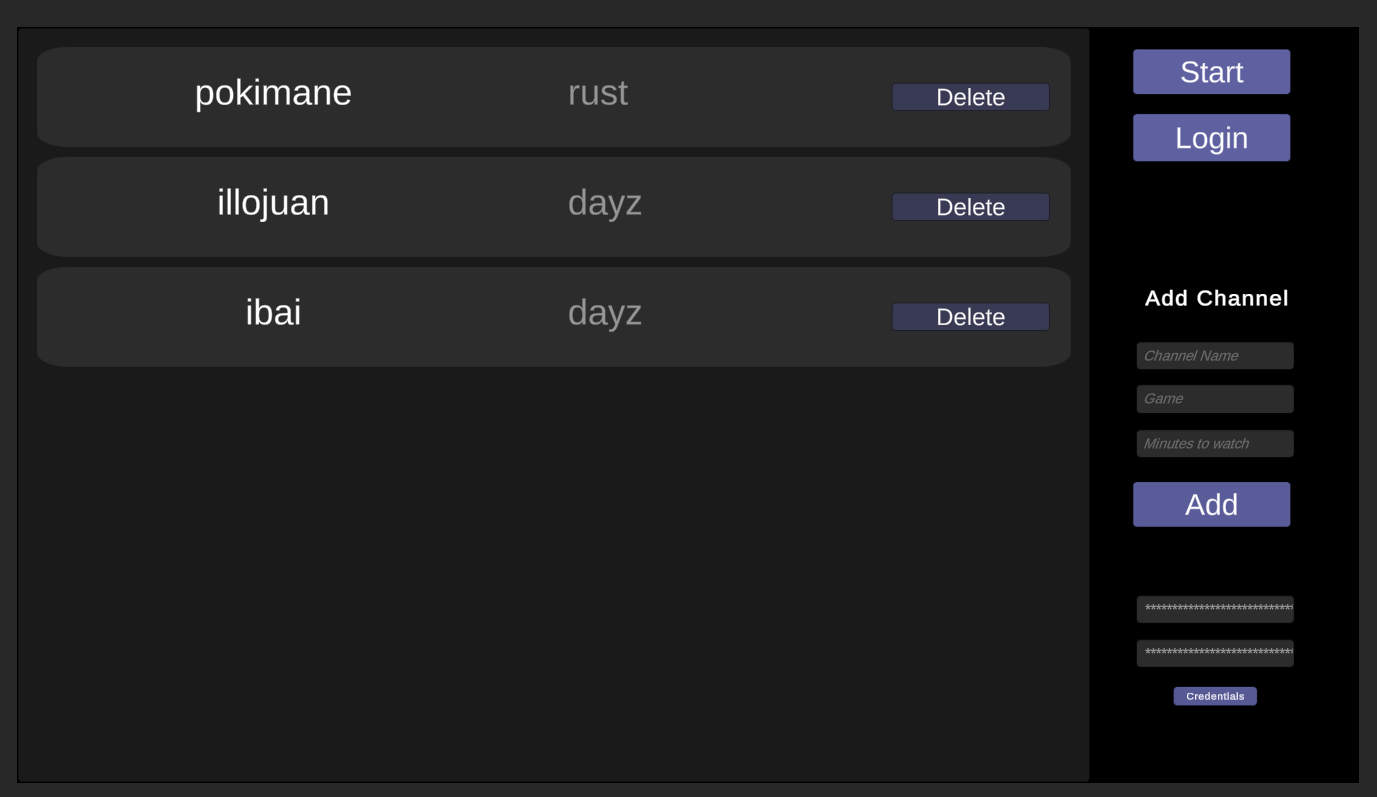 pokimane rust Delete
illojuan dayz Delete
ibai dayz Delete
Start
Login
Add Channel
Channel Name
Game
Minutes to watch
Add
****************************
****************************
Credentials